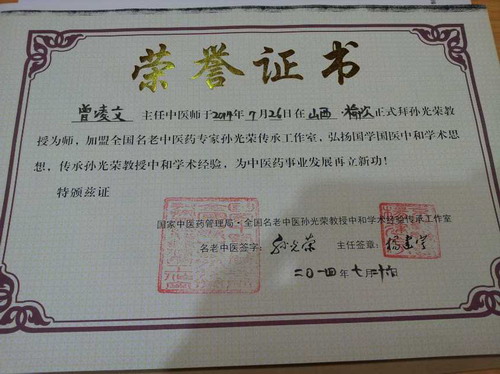 荣誉证书
曾凌文 主任中医师于2014年7月26日在山西 榆次正式拜孙光荣教
授为师，加盟全国名老中医药专家孙光荣传承工作室，弘扬国学国医中和学术思
想，传承孙光荣教授中和学术经验，为中医药事业发展再立新功！
特颁兹证
国家中医药管理局·全国名老中医孙光荣教授中和学术经验传承工作室
名老中医签字：孙光荣 主任签章：
二〇一四年七月二十六日